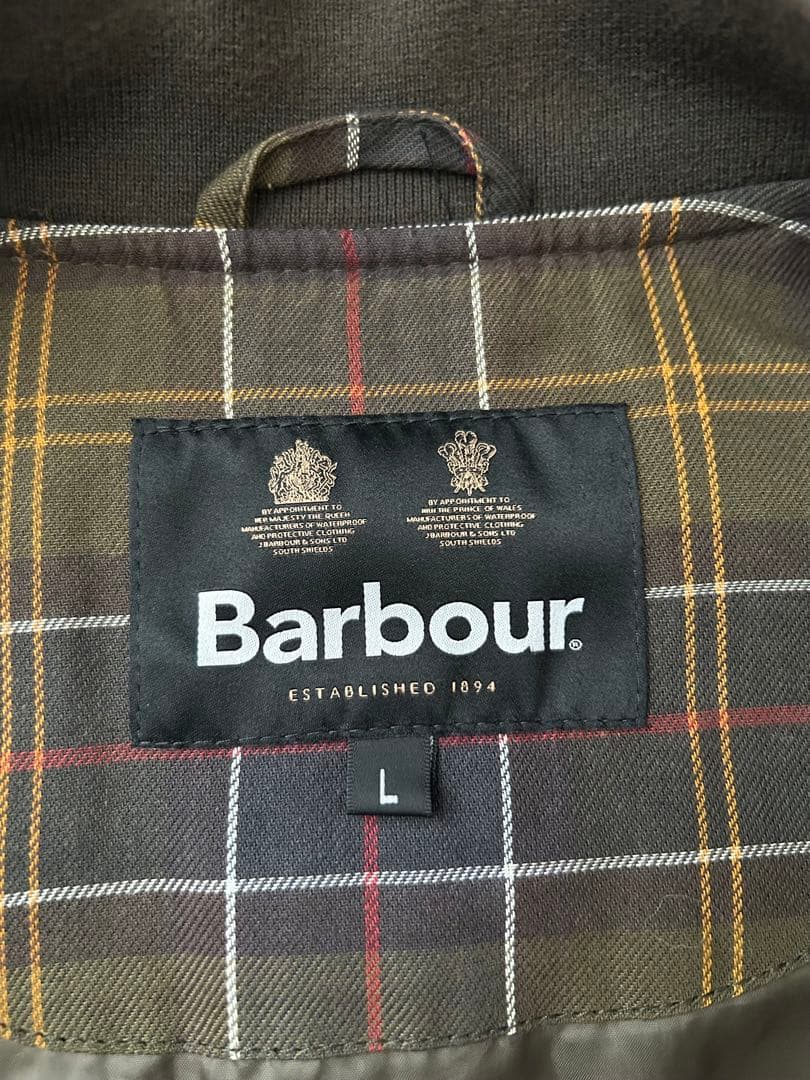 BY APPOINTMENT TO
HER MAJESTY THE QUEEN
MANUFACTURERS OF WATERPROOF
AND PROTECTIVE CLOTHING
J BARBOUR & SONS LTD
SOUTH SHIELDS
BY APPOINTMENT TO
HRH THE PRINCE OF WALES
MANUFACTURERS OF WATERPROOF
AND PROTECTIVE CLOTHING
J BARBOUR & SONS LTD
SOUTH SHIELDS
Barbour®
ESTABLISHED 1894
L